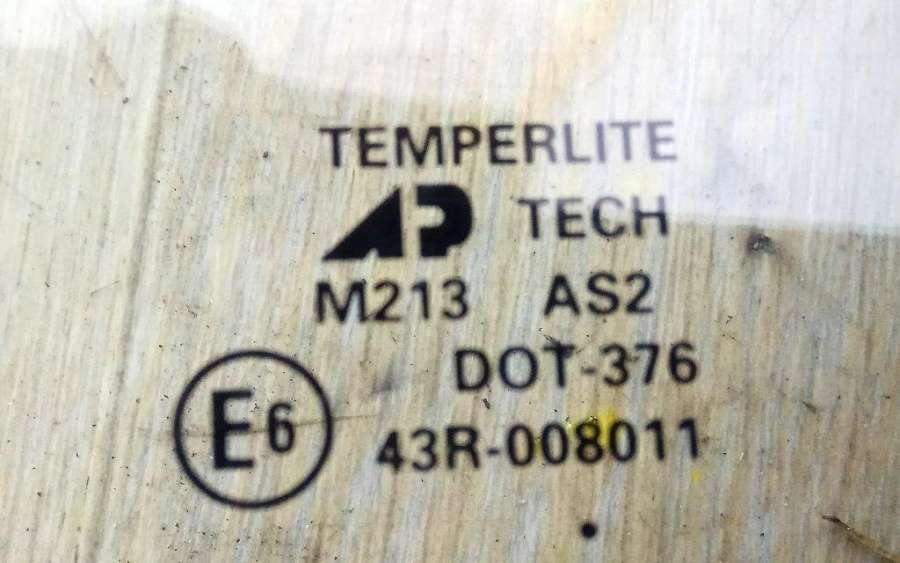 TEMPERLITE
AP TECH
M213 AS2
DOT-376
E6 43R-008011